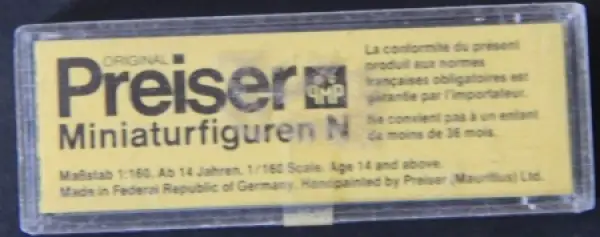 ORIGINAL
Preiser
PMP
Miniaturfiguren N
La conformite du présent
produit aux normes
françaises obligatoires est
garantie par l'importateur.
Ne convient pas à un enfant
de moins de 36 mois.
Maßstab 1:160. Ab 14 Jahren. 1/160 Scale. Age 14 and above.
Made in Federal Republic of Germany. Handpainted by Preiser (Mauritius) Ltd.